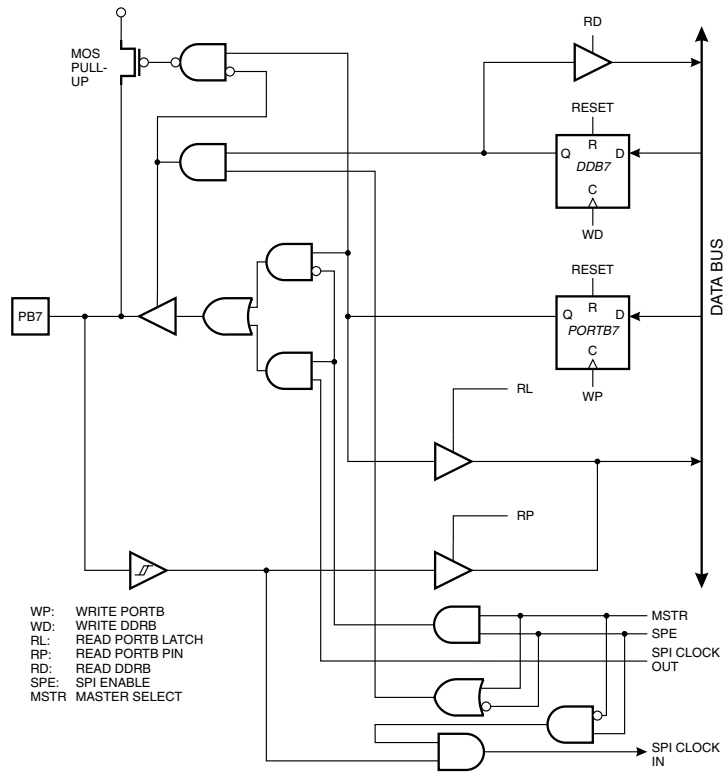 RD
MOS
PULL-
UP
RESET
R
Q
D
DDB7
C
WD
DATA BUS
RESET
R
Q
D
PORTB7
C
WP
PB7
RL
RP
MSTR
SPE
SPI CLOCK
OUT
SPI CLOCK
IN
WP: WRITE PORTB
WD: WRITE DDRB
RL: READ PORTB LATCH
RP: READ PORTB PIN
RD: READ DDRB
SPE: SPI ENABLE
MSTR MASTER SELECT